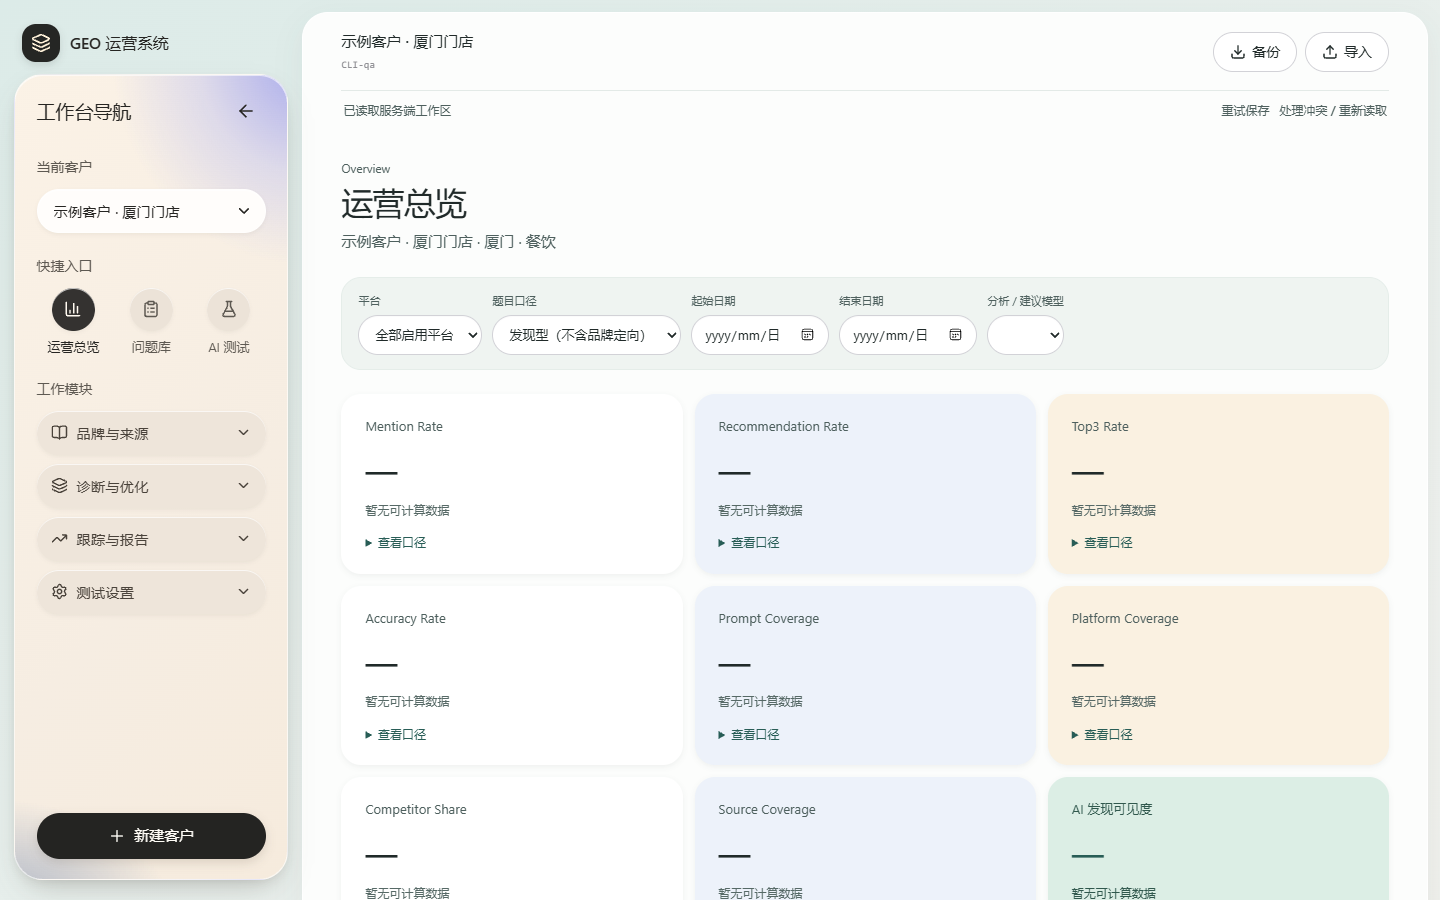 GEO 运营系统
工作台导航
当前客户
示例客户 · 厦门门店
快捷入口
运营总览
问题库
AI 测试
工作模块
品牌与来源
诊断与优化
跟踪与报告
测试设置
新建客户
示例客户 · 厦门门店
CLI-qa
备份
导入
已读取服务端工作区
重试保存
处理冲突 / 重新读取
Overview
运营总览
示例客户 · 厦门门店 · 厦门 · 餐饮
平台
题目口径
起始日期
结束日期
分析 / 建议模型
全部启用平台
发现型（不含品牌定向）
yyyy/mm/日
yyyy/mm/日
Mention Rate
—
暂无可计算数据
查看口径
Recommendation Rate
—
暂无可计算数据
查看口径
Top3 Rate
—
暂无可计算数据
查看口径
Accuracy Rate
—
暂无可计算数据
查看口径
Prompt Coverage
—
暂无可计算数据
查看口径
Platform Coverage
—
暂无可计算数据
查看口径
Competitor Share
—
暂无可计算数据
Source Coverage
—
暂无可计算数据
AI 发现可见度
—
暂无可计算数据